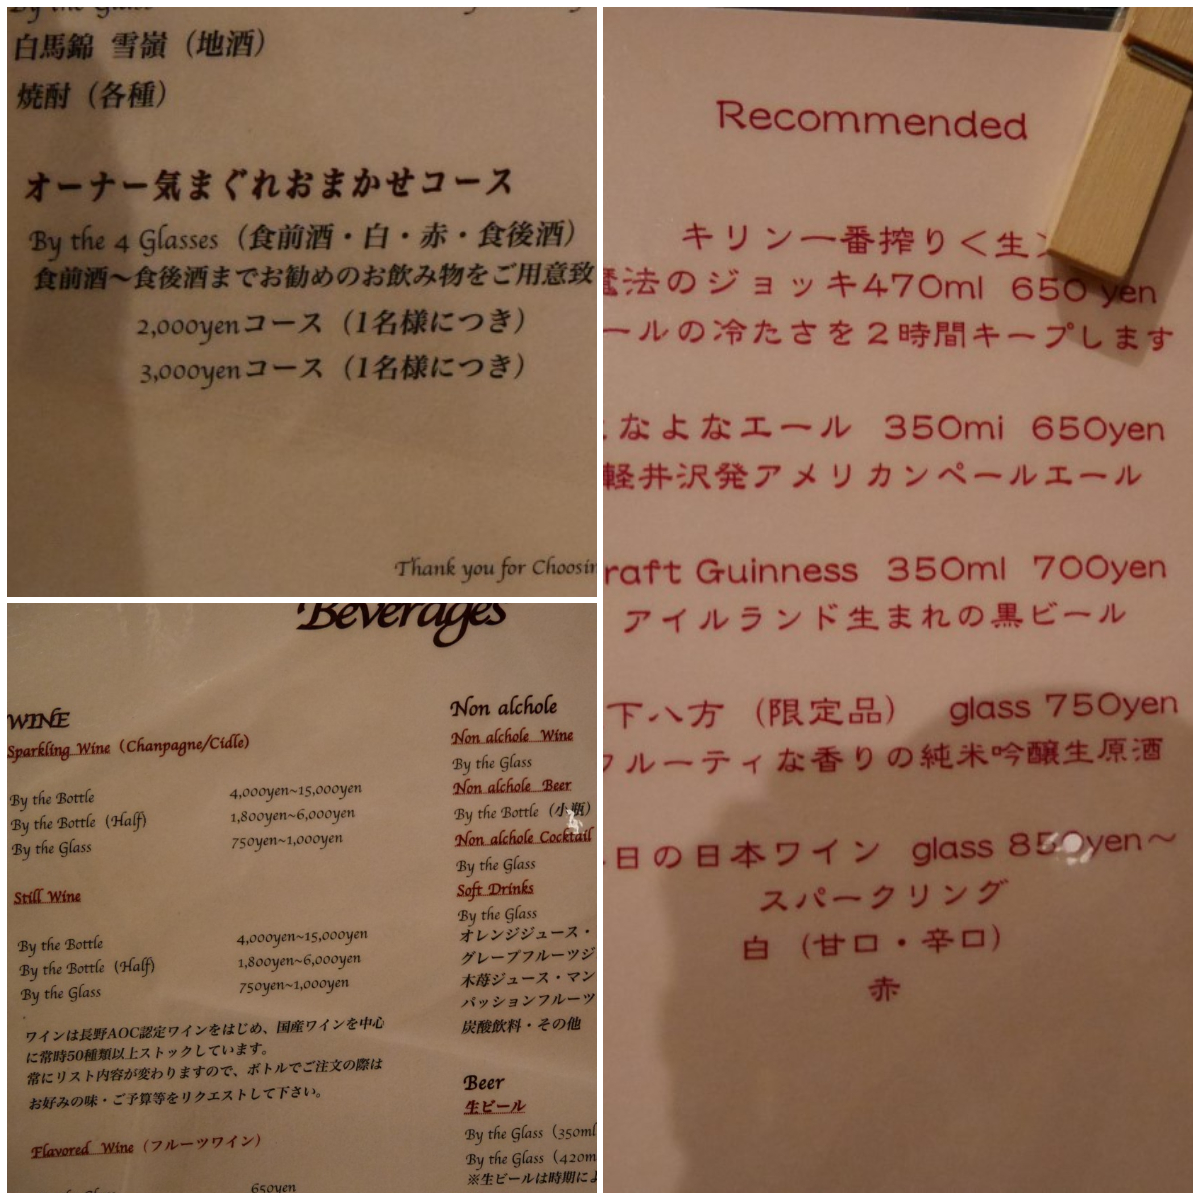 By the Glass
白馬錦 雪嶺（地酒）
焼酎（各種）
オーナー気まぐれおまかせコース
By the 4 Glasses（食前酒・白・赤・食後酒）
食前酒～食後酒までお勧めのお飲み物をご用意致
2,000yenコース（1名様につき）
3,000yenコース（1名様につき）
Thank you for Choosin
Beverages
WINE
Sparkling Wine（Chanpagne/Cidle)
By the Bottle 4,000yen~15,000yen
By the Bottle (Half) 1,800yen~6,000yen
By the Glass 750yen~1,000yen
Still Wine
By the Bottle 4,000yen~15,000yen
By the Bottle (Half) 1,800yen~6,000yen
By the Glass 750yen~1,000yen
ワインは長野AOC認定ワインをはじめ、国産ワインを中心
に常時50種類以上ストックしています。
常にリスト内容が変わりますので、ボトルでご注文の際は
お好みの味・ご予算等をリクエストして下さい。
Flavored Wine（フルーツワイン）
650yen
Non alchole
Non alchole Wine
By the Glass
Non alchole Beer
By the Bottle（小瓶）
Non alchole Cocktail
By the Glass
Soft Drinks
By the Glass
オレンジジュース・
グレープフルーツジ
木苺ジュース・マン
パッションフルーツ
炭酸飲料・その他
Beer
生ビール
By the Glass（350ml
By the Glass（420m
※生ビールは時期によ
Recommended
キリン一番搾り＜生
魔法のジョッキ470ml 650 yen
ールの冷たさを２時間キープします
なよなエール 350mi 650yen
軽井沢発アメリカンペールエール
raft Guinness 350ml 700yen
アイルランド生まれの黒ビール
下八方（限定品） glass 750yen
フルーティな香りの純米吟醸生原酒
日の日本ワイン glass 850yen～
スパークリング
白（甘口・辛口）
赤